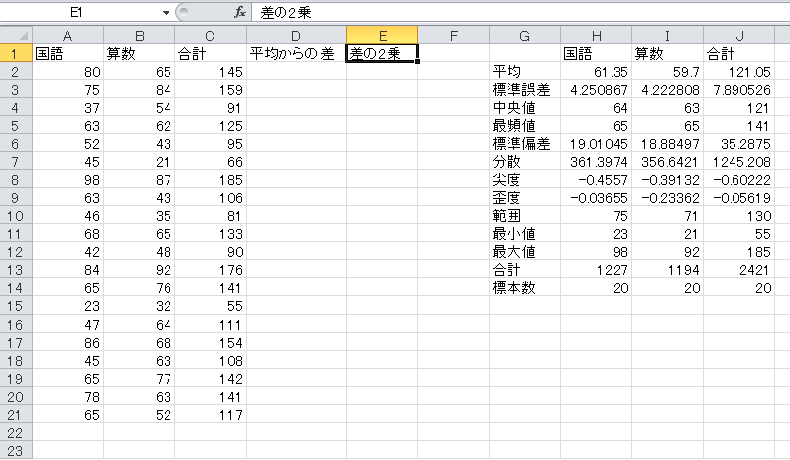 E1 fx 差の2乗
A B C D E F G H I J
1 国語 算数 合計 平均からの差 差の2乗 国語 算数 合計
2 80 65 145 平均 61.35 59.7 121.05
3 75 84 159 標準誤差 4.250867 4.222808 7.890526
4 37 54 91 中央値 64 63 121
5 63 62 125 最頻値 65 65 141
6 52 43 95 標準偏差 19.01045 18.88497 35.2875
7 45 21 66 分散 361.3974 356.6421 1245.208
8 98 87 185 尖度 -0.4557 -0.39132 -0.60222
9 63 43 106 歪度 -0.03655 -0.23362 -0.05619
10 46 35 81 範囲 75 71 130
11 68 65 133 最小値 23 21 55
12 42 48 90 最大値 98 92 185
13 84 92 176 合計 1227 1194 2421
14 65 76 141 標本数 20 20 20
15 23 32 55
16 47 64 111
17 86 68 154
18 45 63 108
19 65 77 142
20 78 63 141
21 65 52 117
22
23